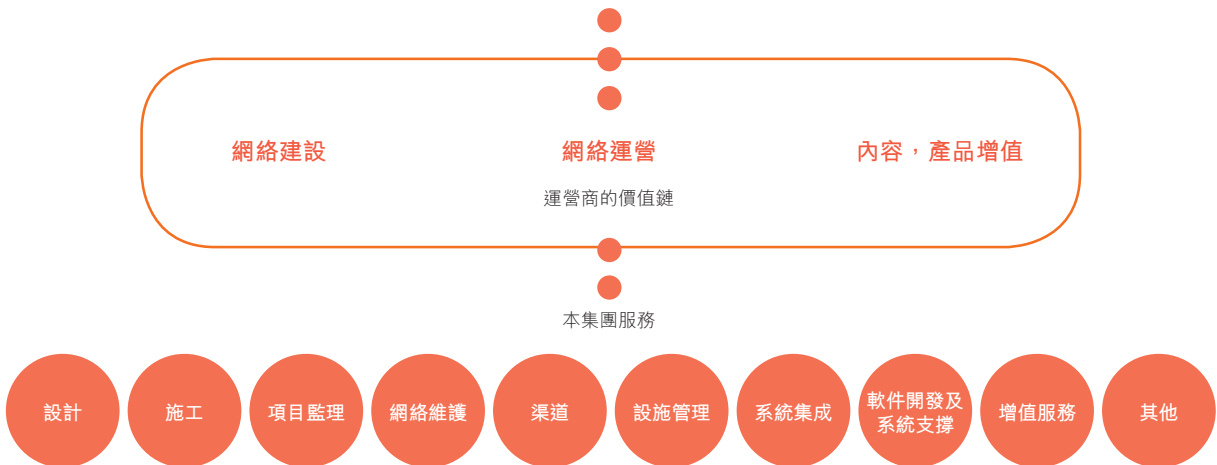 網絡建設
網絡運營
內容，產品增值
運營商的價值鏈
本集團服務
設計
施工
項目監理
網絡維護
渠道
設施管理
系統集成
軟件開發及
系統支撐
增值服務
其他